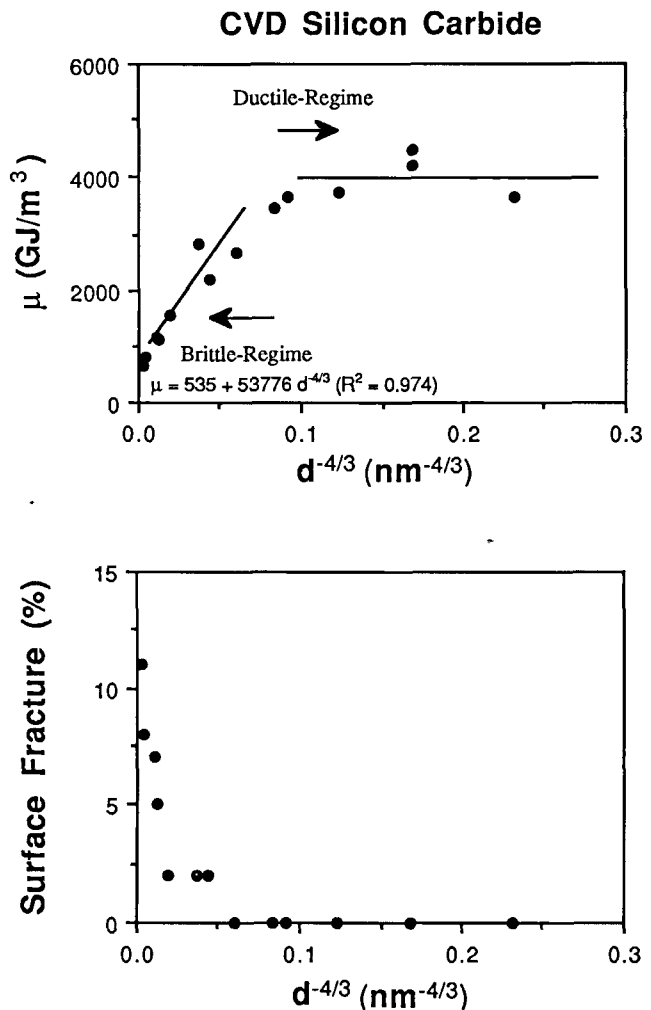 CVD Silicon Carbide
6000
4000
2000
0
μ (GJ/m³)
Ductile-Regime
Brittle-Regime
μ = 535 + 53776 d⁻⁴/³ (R² = 0.974)
0.0 0.1 0.2 0.3
d⁻⁴/³ (nm⁻⁴/³)
15
10
5
0
Surface Fracture (%)
0.0 0.1 0.2 0.3
d⁻⁴/³ (nm⁻⁴/³)